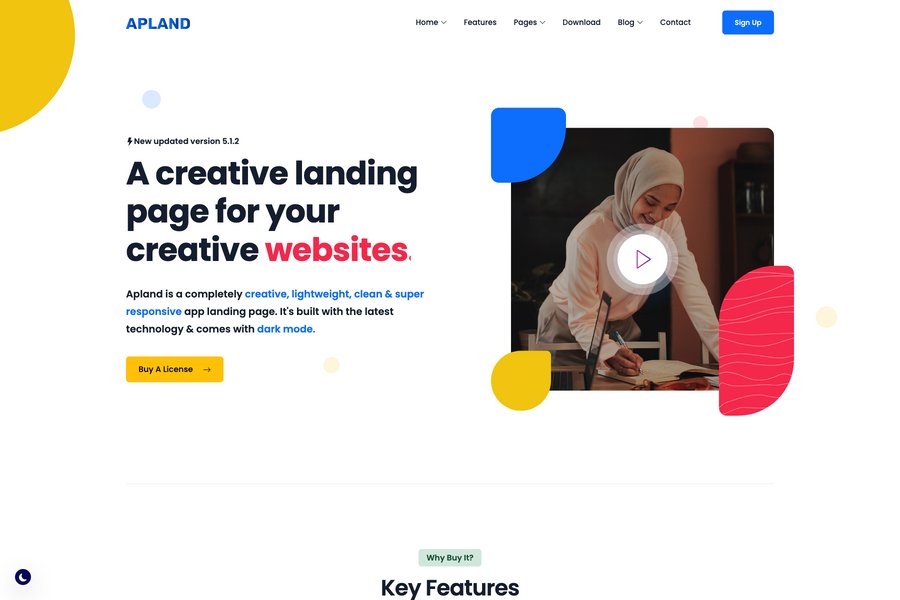 APLAND
Home
Features
Pages
Download
Blog
Contact
Sign Up
New updated version 5.1.2
A creative landing
page for your
creative websites.
Apland is a completely creative, lightweight, clean & super
responsive app landing page. It's built with the latest
technology & comes with dark mode.
Buy A License
Why Buy It?
Key Features